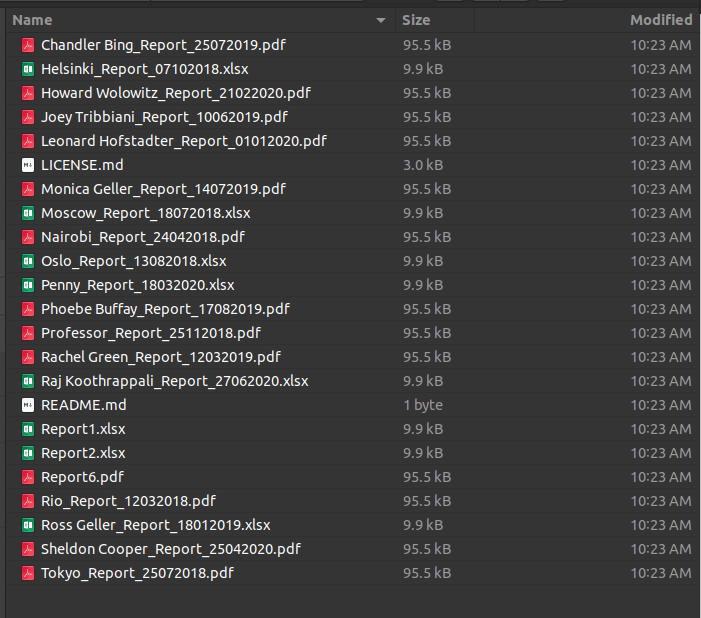 Name Size Modified
Chandler Bing_Report_25072019.pdf 95.5 kB 10:23 AM
Helsinki_Report_07102018.xlsx 9.9 kB 10:23 AM
Howard Wolowitz_Report_21022020.pdf 95.5 kB 10:23 AM
Joey Tribbiani_Report_10062019.pdf 95.5 kB 10:23 AM
Leonard Hofstadter_Report_01012020.pdf 95.5 kB 10:23 AM
LICENSE.md 3.0 kB 10:23 AM
Monica Geller_Report_14072019.pdf 95.5 kB 10:23 AM
Moscow_Report_18072018.xlsx 9.9 kB 10:23 AM
Nairobi_Report_24042018.pdf 95.5 kB 10:23 AM
Oslo_Report_13082018.xlsx 9.9 kB 10:23 AM
Penny_Report_18032020.xlsx 9.9 kB 10:23 AM
Phoebe Buffay_Report_17082019.pdf 95.5 kB 10:23 AM
Professor_Report_25112018.pdf 95.5 kB 10:23 AM
Rachel Green_Report_12032019.pdf 95.5 kB 10:23 AM
Raj Koothrappali_Report_27062020.xlsx 9.9 kB 10:23 AM
README.md 1 byte 10:23 AM
Report1.xlsx 9.9 kB 10:23 AM
Report2.xlsx 9.9 kB 10:23 AM
Report6.pdf 95.5 kB 10:23 AM
Rio_Report_12032018.pdf 95.5 kB 10:23 AM
Ross Geller_Report_18012019.xlsx 9.9 kB 10:23 AM
Sheldon Cooper_Report_25042020.pdf 95.5 kB 10:23 AM
Tokyo_Report_25072018.pdf 95.5 kB 10:23 AM